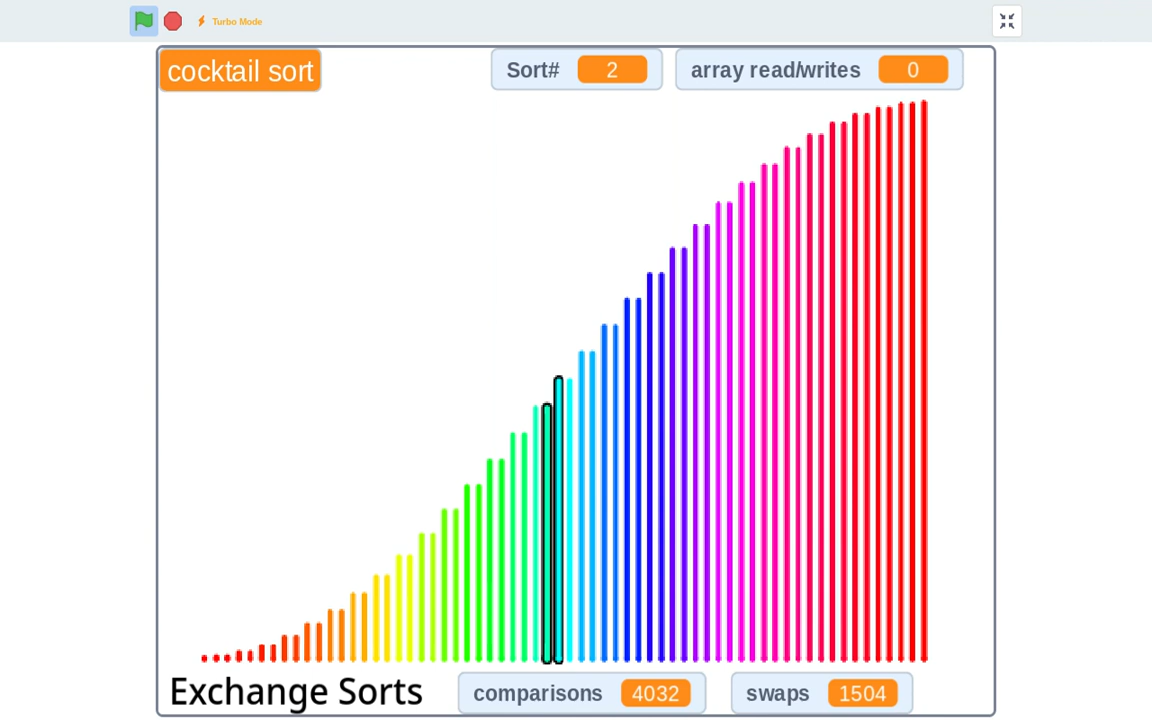 Turbo Mode
cocktail sort
Sort# 2
array read/writes 0
Exchange Sorts
comparisons 4032
swaps 1504